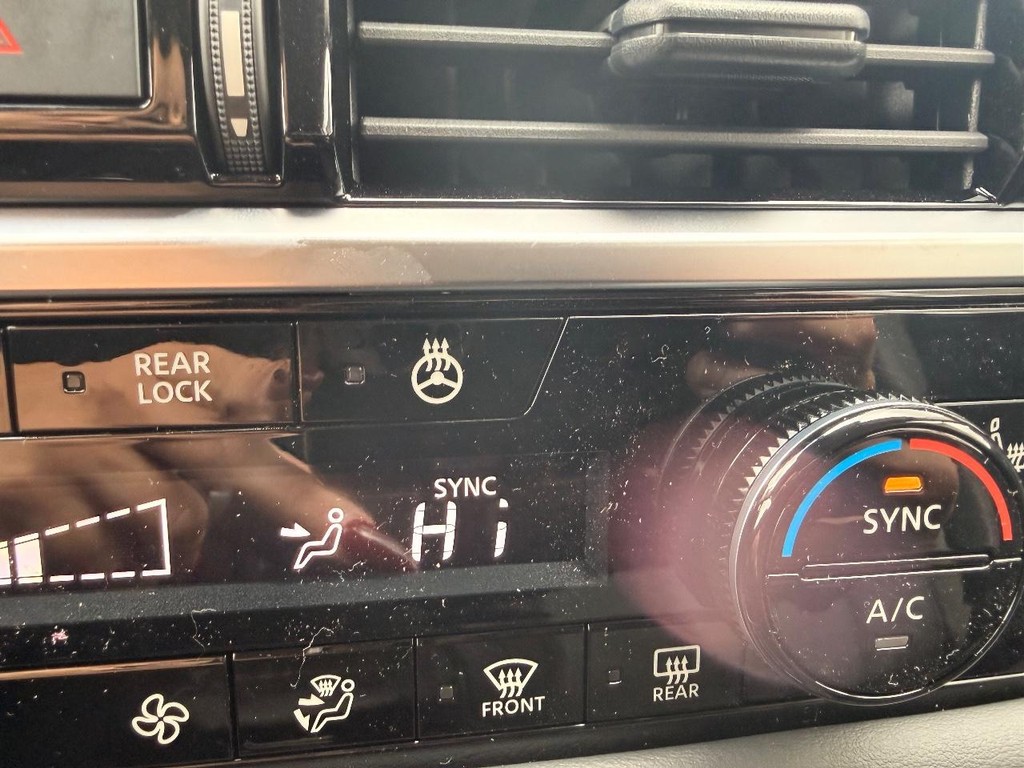 REAR
LOCK
SYNC
Hi
SYNC
A/C
FRONT
REAR